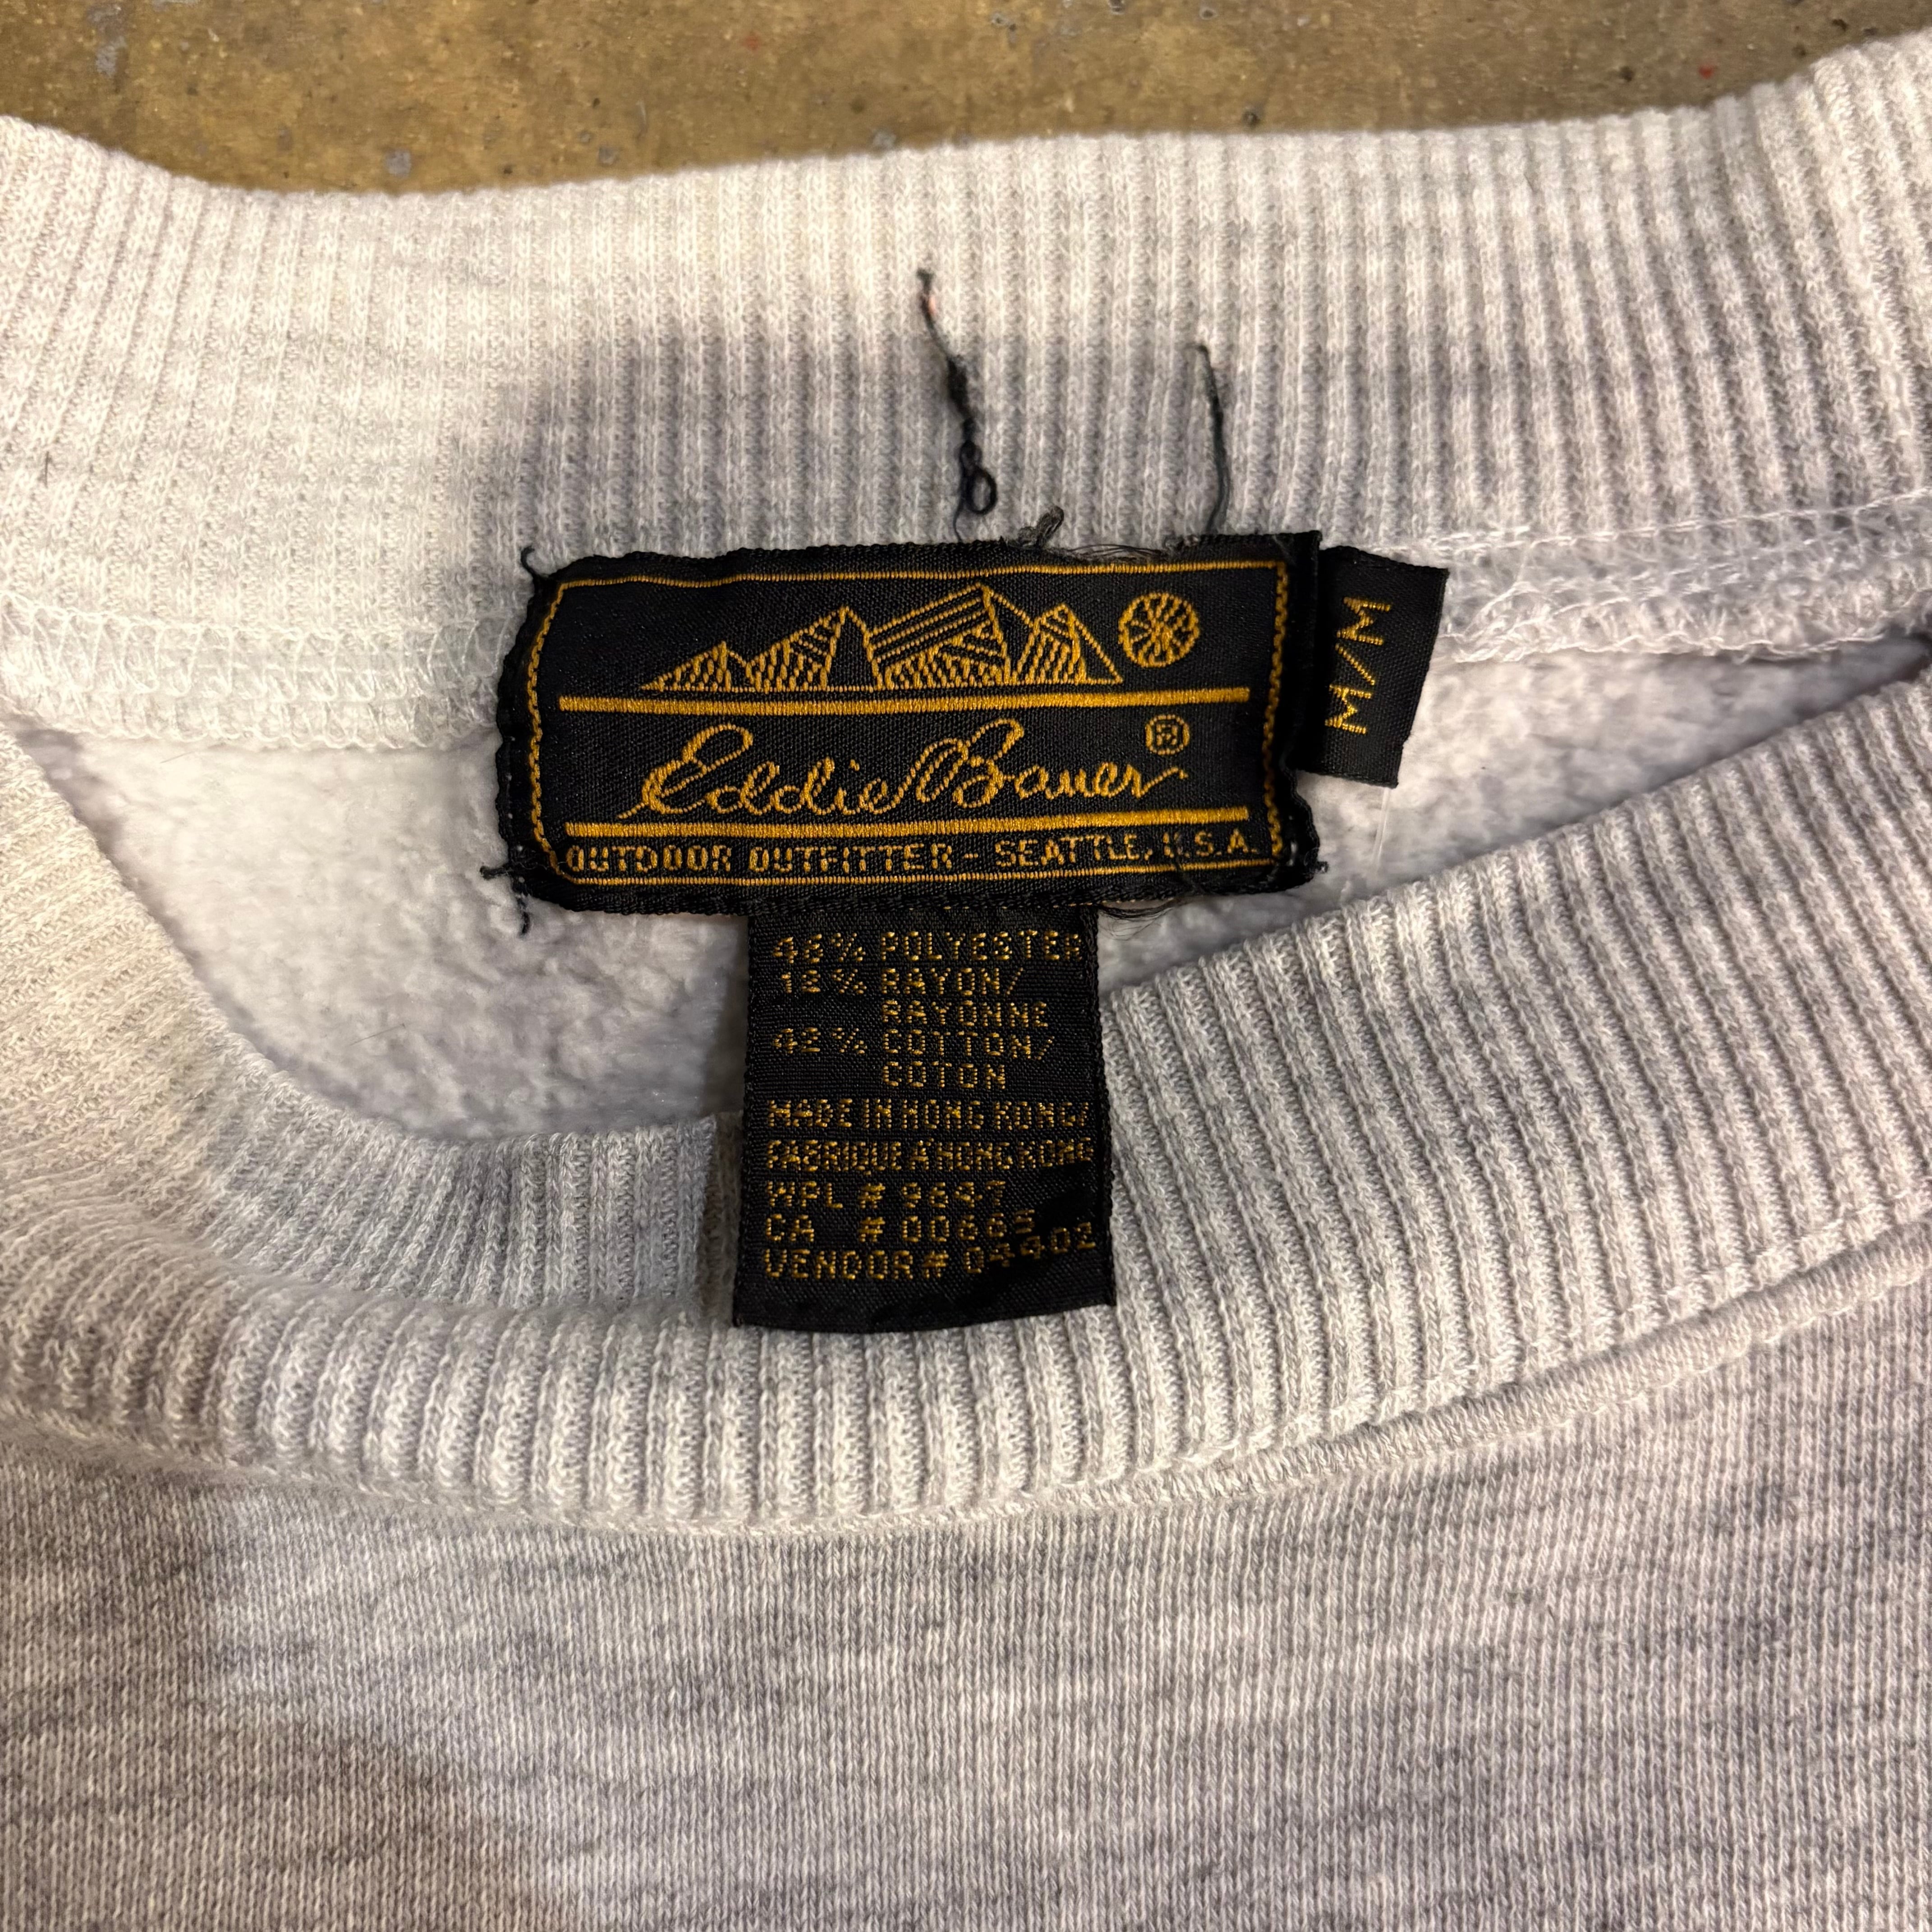 Eddie Bauer ®
OUTDOOR OUTFITTER - SEATTLE, U.S.A.
M/M
46% POLYESTER
12% RAYON/
RAYONNE
42% COTTON/
COTON
MADE IN HONG KONG/
FABRIQUE A HONG KONG
WPL # 9697
CA # 00665
VENDOR # 04402